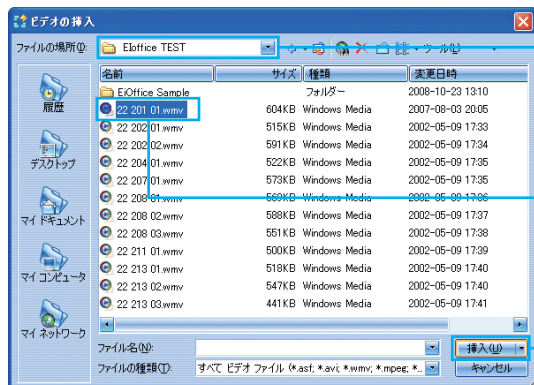 ビデオの挿入
ファイルの場所(I): EIoffice TEST ツール(L)
名前 サイズ 種類 変更日時
EiOffice Sample フォルダー 2008-10-23 13:10
22 201 01.wmv 604KB Windows Media 2007-08-03 20:05
22 202 01.wmv 515KB Windows Media 2002-05-09 17:33
22 202 02.wmv 591KB Windows Media 2002-05-09 17:34
22 204 01.wmv 522KB Windows Media 2002-05-09 17:35
22 207 01.wmv 573KB Windows Media 2002-05-09 17:35
22 208 01.wmv 569KB Windows Media 2002-05-09 17:36
22 208 02.wmv 588KB Windows Media 2002-05-09 17:37
22 208 03.wmv 551KB Windows Media 2002-05-09 17:38
22 211 01.wmv 500KB Windows Media 2002-05-09 17:39
22 213 01.wmv 518KB Windows Media 2002-05-09 17:40
22 213 02.wmv 547KB Windows Media 2002-05-09 17:40
22 213 03.wmv 441KB Windows Media 2002-05-09 17:41
履歴
デスクトップ
マイ ドキュメント
マイ コンピュータ
マイ ネットワーク
ファイル名(N): 挿入(U)
ファイルの種類(T): すべて ビデオ ファイル (*.asf; *.avi; *.wmv; *.mpeg; *... キャンセル